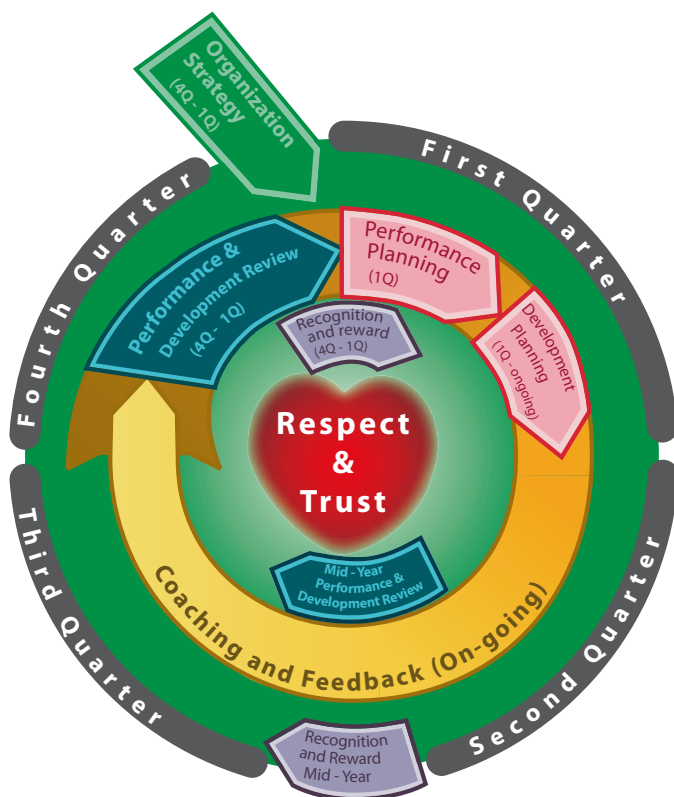 Organization
Strategy
(4Q - 1Q)
First Quarter
Fourth Quarter
Performance &
Development Review
(4Q - 1Q)
Performance
Planning
(1Q)
Development
Planning
(1Q - ongoing)
Recognition
and reward
(4Q - 1Q)
Respect
&
Trust
Mid - Year
Performance &
Development Review
Coaching and Feedback (On-going)
Third Quarter
Second Quarter
Recognition
and Reward
Mid - Year